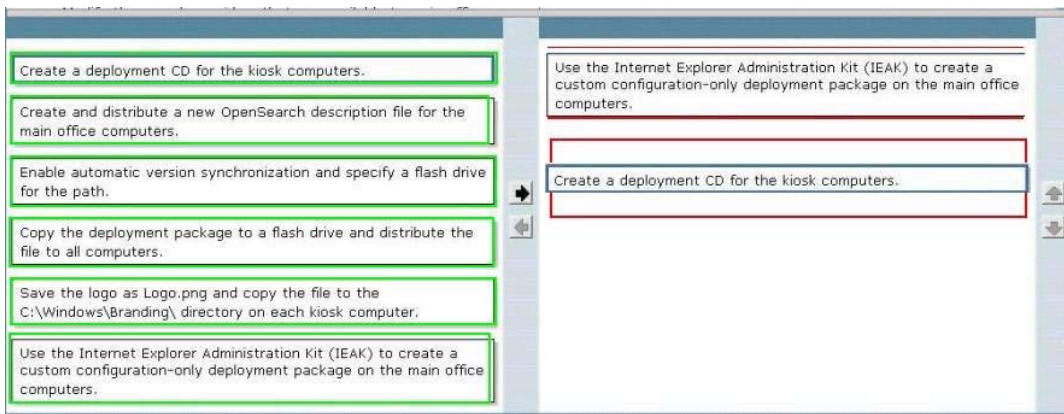 Create a deployment CD for the kiosk computers.
Create and distribute a new OpenSearch description file for the
main office computers.
Enable automatic version synchronization and specify a flash drive
for the path.
Copy the deployment package to a flash drive and distribute the
file to all computers.
Save the logo as Logo.png and copy the file to the
C:\Windows\Branding\ directory on each kiosk computer.
Use the Internet Explorer Administration Kit (IEAK) to create a
custom configuration-only deployment package on the main office
computers.
Use the Internet Explorer Administration Kit (IEAK) to create a
custom configuration-only deployment package on the main office
computers.
Create a deployment CD for the kiosk computers.